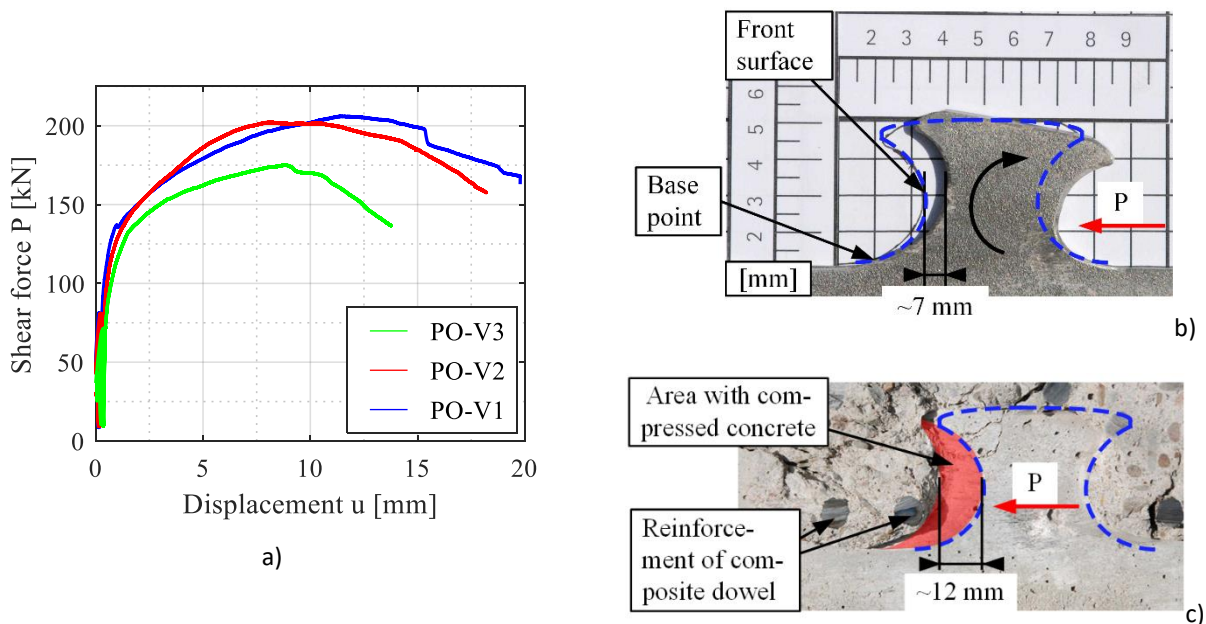 200
150
100
50
0
0
5
10
15
20
Shear force P [kN]
Displacement u [mm]
PO-V3
PO-V2
PO-V1
a)
Front
surface
2 3 4 5 6 7 8 9
6
5
4
3
2
Base
point
P
[mm]
~7 mm
b)
Area with com-
pressed concrete
P
Reinforce-
ment of com-
posite dowel
~12 mm
c)